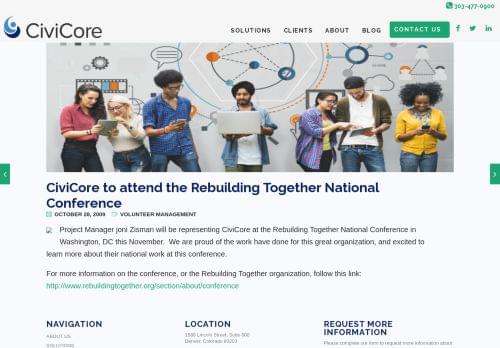 303-477-0900
CiviCore
SOLUTIONS CLIENTS ABOUT BLOG CONTACT US
CiviCore to attend the Rebuilding Together National
Conference
OCTOBER 28, 2009 VOLUNTEER MANAGEMENT
Project Manager joni Zisman will be representing CiviCore at the Rebuilding Together National Conference in
Washington, DC this November. We are proud of the work have done for this great organization, and excited to
learn more about their national work at this conference.
For more information on the conference, or the Rebuilding Together organization, follow this link:
http://www.rebuildingtogether.org/section/about/conference
NAVIGATION
ABOUT US
SOLUTIONS
LOCATION
1580 Lincoln Street, Suite 800
Denver, Colorado 80203
REQUEST MORE
INFORMATION
Please complete our form to request more information about